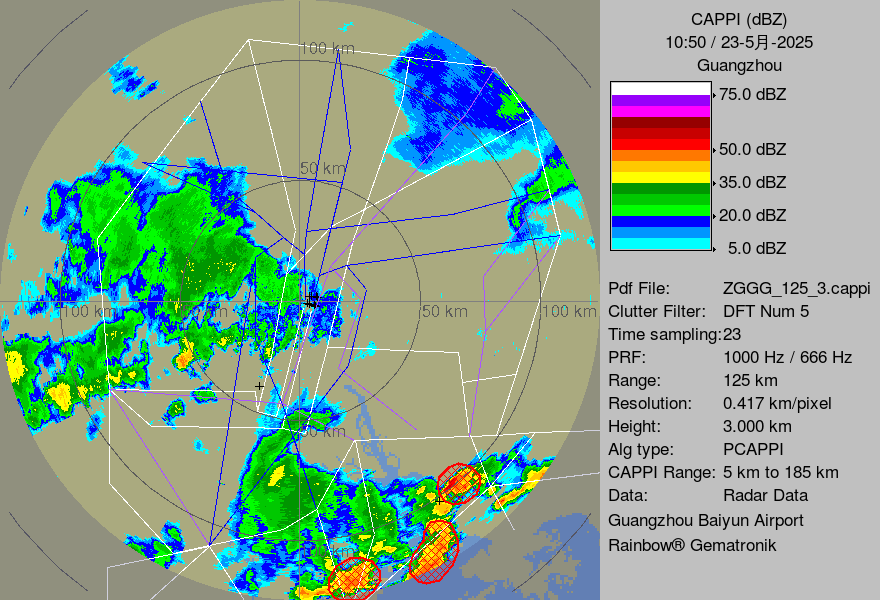 CAPPI (dBZ)
10:50 / 23-5月-2025
Guangzhou
75.0 dBZ
50.0 dBZ
35.0 dBZ
20.0 dBZ
5.0 dBZ
Pdf File: ZGGG_125_3.cappi
Clutter Filter: DFT Num 5
Time sampling:23
PRF: 1000 Hz / 666 Hz
Range: 125 km
Resolution: 0.417 km/pixel
Height: 3.000 km
Alg type: PCAPPI
CAPPI Range: 5 km to 185 km
Data: Radar Data
Guangzhou Baiyun Airport
Rainbow® Gematronik
100 km
50 km
100 km
50 km
100 km
50 km